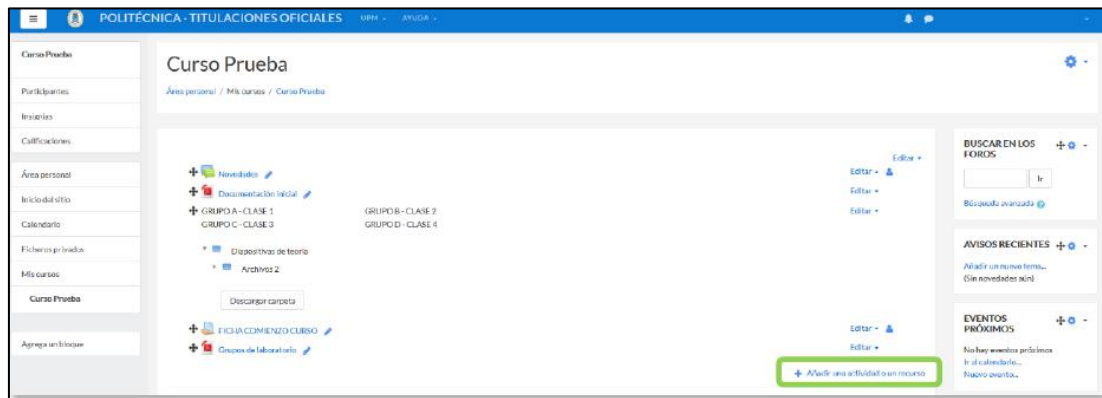 POLITÉCNICA - TITULACIONES OFICIALES UPM AYUDA
Curso Prueba
Participantes
Insignias
Calificaciones
Área personal
Inicio del sitio
Calendario
Ficheros privados
Mis cursos
Curso Prueba
Agrega un bloque
Curso Prueba
Área personal / Mis cursos / Curso Prueba
Editar
Novedades Editar
Documentación inicial Editar
GRUPO A - CLASE 1 GRUPO B - CLASE 2 Editar
GRUPO C - CLASE 3 GRUPO D - CLASE 4
Diapositivas de teoría
Archivos 2
Descargar carpeta
FICHA COMIENZO CURSO Editar
Grupos de laboratorio Editar
+ Añadir una actividad o un recurso
BUSCAR EN LOS
FOROS
Ir
Búsqueda avanzada
AVISOS RECIENTES
Añadir un nuevo tema...
(Sin novedades aún)
EVENTOS
PRÓXIMOS
No hay eventos próximos
Ir al calendario...
Nuevo evento...